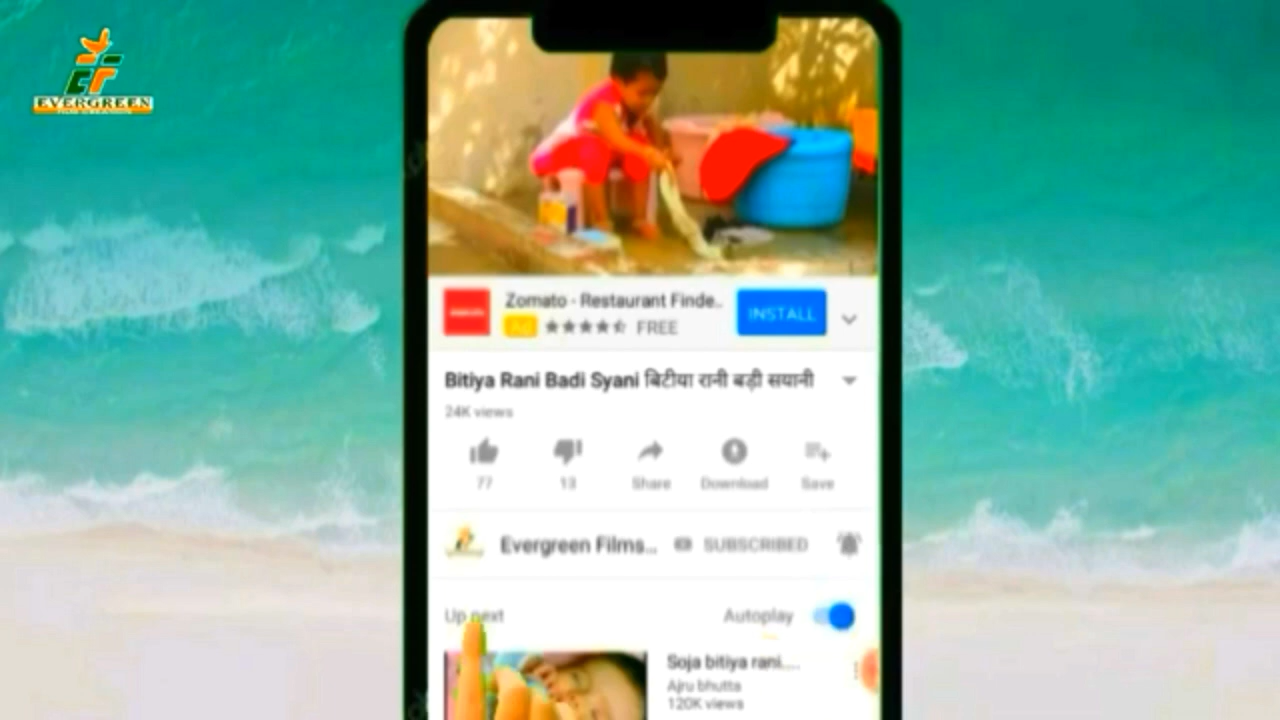 EVERGREEN
Zomato - Restaurant Finde..
INSTALL
Ad
FREE
Bitiya Rani Badi Syani बिटीया रानी बड़ी सयानी
24K views
77
13
Share
Download
Save
Evergreen Films...
SUBSCRIBED
Up next
Autoplay
Soja bitiya rani....
Ajru bhutta
120K views